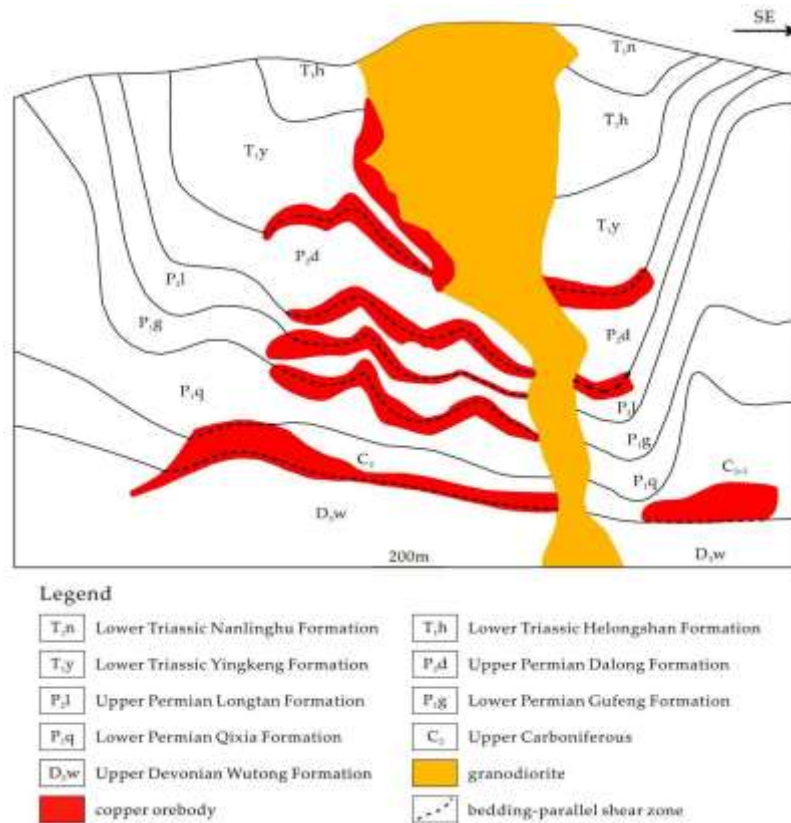 SE
T₁h
T₁n
T₁h
T₁y
T₁y
P₂d
P₂l
P₂d
P₁g
P₁q
P₂l
P₁g
P₁q
C₂
D₃w
200m
D₃w
Legend
T₁n Lower Triassic Nanlinghu Formation
T₁h Lower Triassic Helongshan Formation
T₁y Lower Triassic Yingkeng Formation
P₂d Upper Permian Dalong Formation
P₂l Upper Permian Longtan Formation
P₁g Lower Permian Gufeng Formation
P₁q Lower Permian Qixia Formation
C₂ Upper Carboniferous
D₃w Upper Devonian Wutong Formation
granodiorite
copper orebody
bedding-parallel shear zone